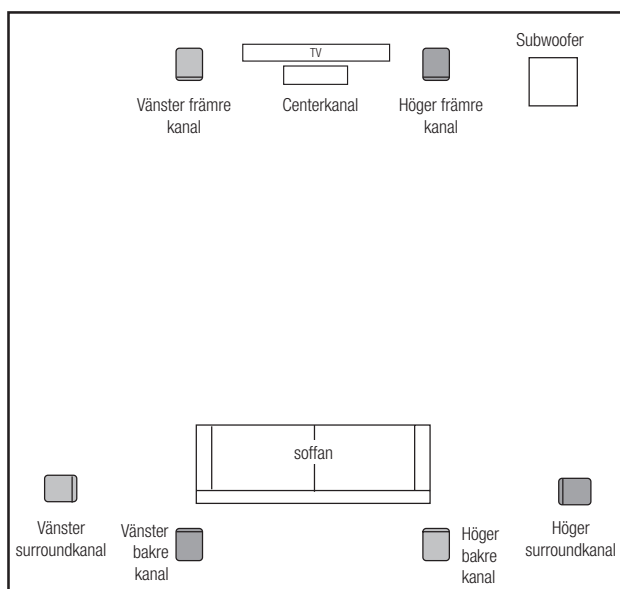 Subwoofer
TV
Vänster främre
kanal
Centerkanal
Höger främre
kanal
soffan
Vänster
surroundkanal
Vänster
bakre
kanal
Höger
bakre
kanal
Höger
surroundkanal